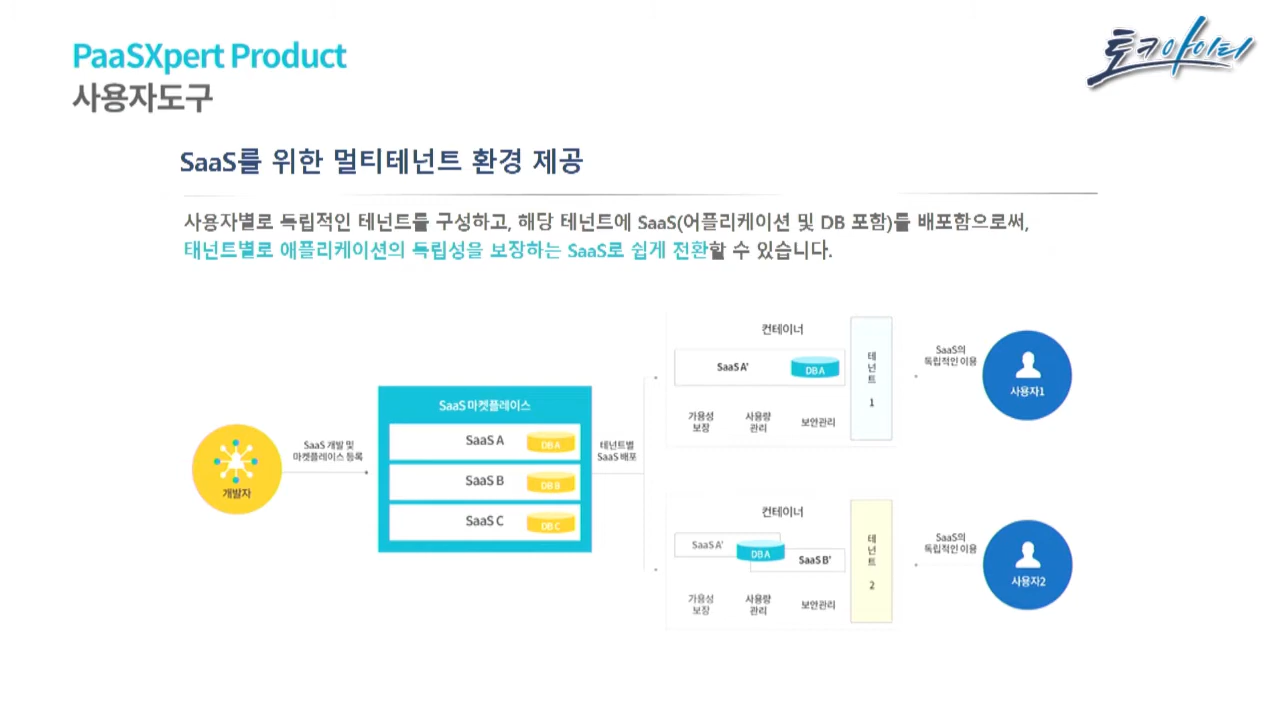 PaaSXpert Product
사용자도구
토크아이티
SaaS를 위한 멀티테넌트 환경 제공
사용자별로 독립적인 테넌트를 구성하고, 해당 테넌트에 SaaS(어플리케이션 및 DB 포함)를 배포함으로써,
태넌트별로 애플리케이션의 독립성을 보장하는 SaaS로 쉽게 전환할 수 있습니다.
개발자
SaaS 개발 및
마켓플레이스 등록
SaaS 마켓플레이스
SaaS A
DB A
SaaS B
DB B
SaaS C
DB C
테넌트별
SaaS 배포
컨테이너
SaaS A'
DB A
가용성
보장
사용량
관리
보안관리
테넌트 1
SaaS의
독립적인 이용
사용자1
컨테이너
SaaS A'
DB A
SaaS B'
가용성
보장
사용량
관리
보안관리
테넌트 2
SaaS의
독립적인 이용
사용자2